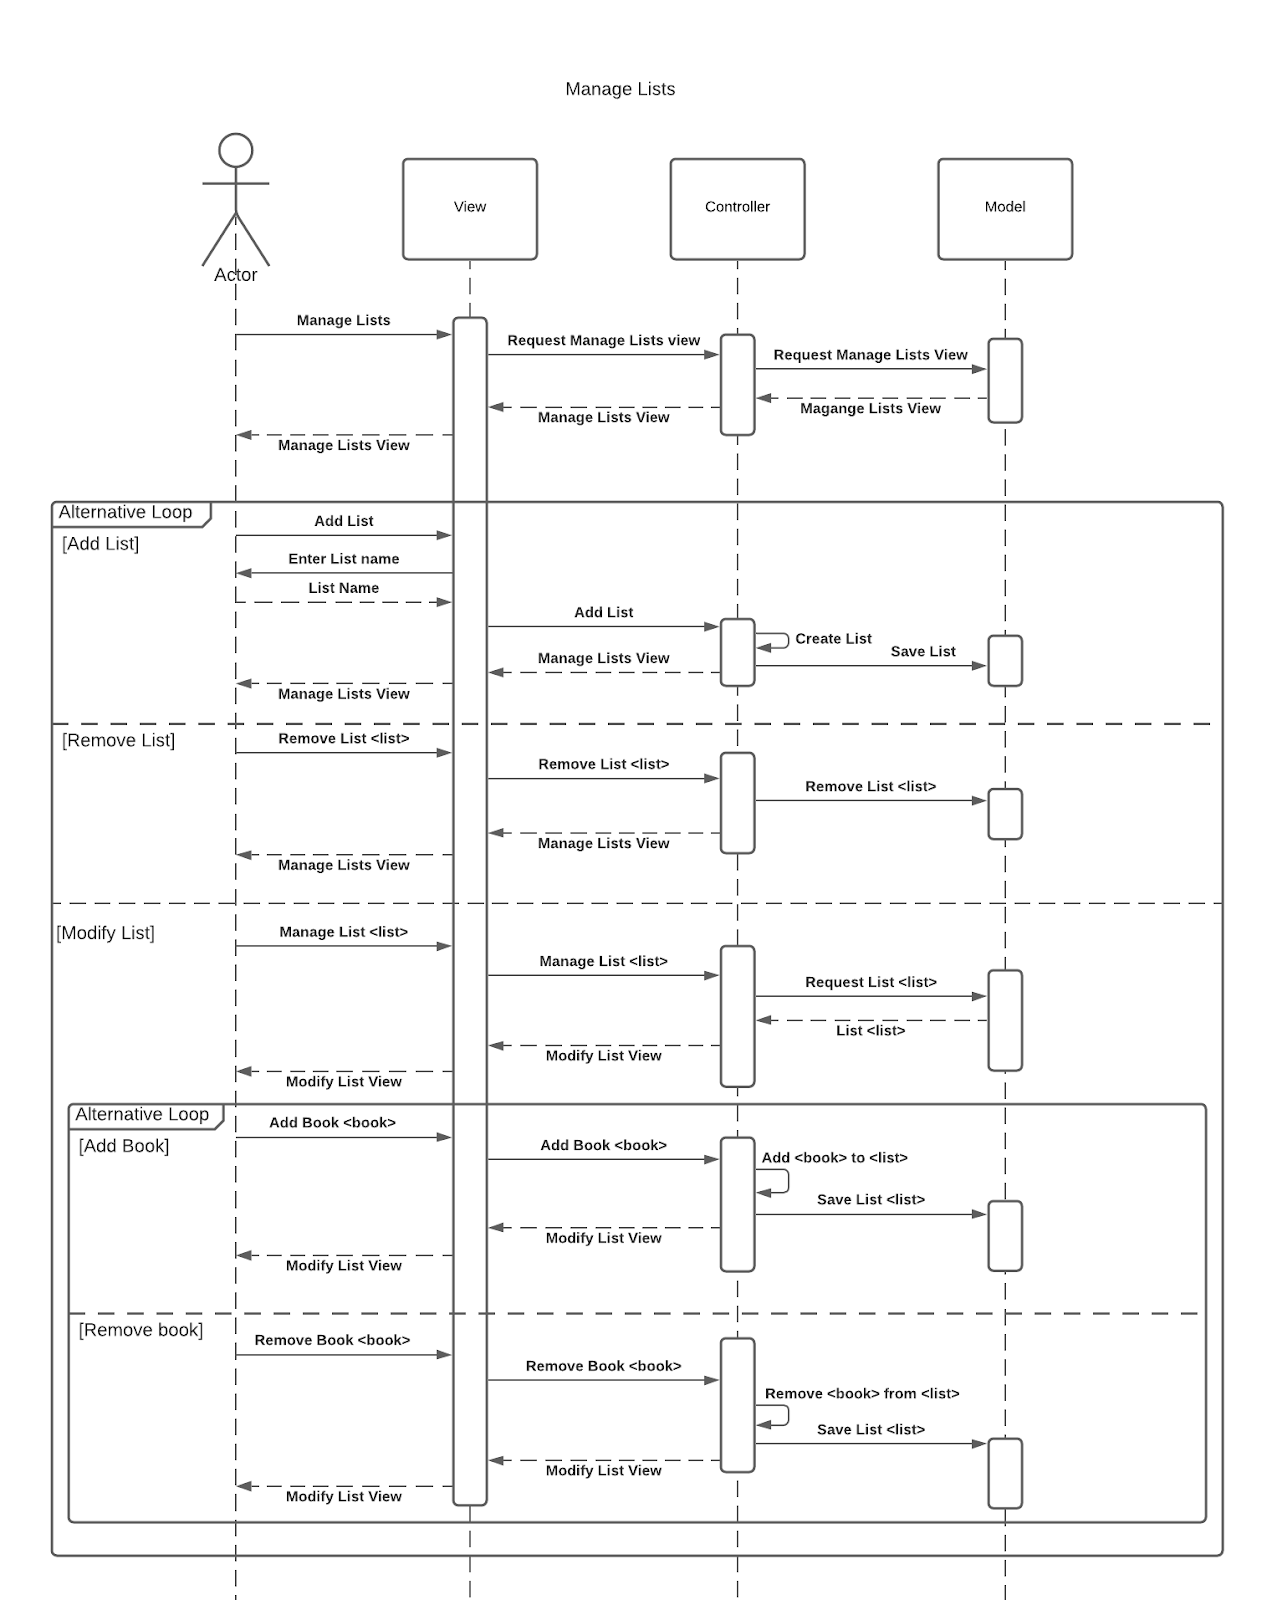 Manage Lists
View
Controller
Model
Actor
Manage Lists
Request Manage Lists view
Request Manage Lists View
Magange Lists View
Manage Lists View
Manage Lists View
Alternative Loop
[Add List]
Add List
Enter List name
List Name
Add List
Create List
Save List
Manage Lists View
Manage Lists View
[Remove List]
Remove List <list>
Remove List <list>
Remove List <list>
Manage Lists View
Manage Lists View
[Modify List]
Manage List <list>
Manage List <list>
Request List <list>
List <list>
Modify List View
Modify List View
Alternative Loop
[Add Book]
Add Book <book>
Add Book <book>
Add <book> to <list>
Save List <list>
Modify List View
Modify List View
[Remove book]
Remove Book <book>
Remove Book <book>
Remove <book> from <list>
Save List <list>
Modify List View
Modify List View